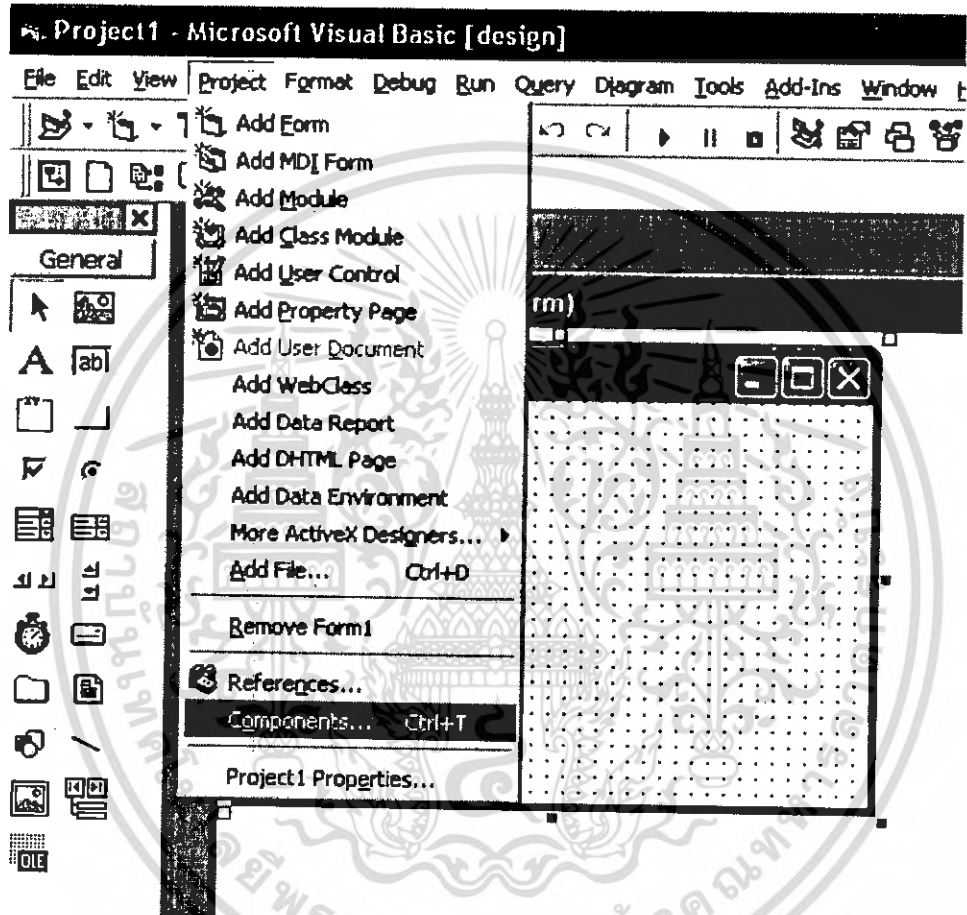 Project1 - Microsoft Visual Basic [design]
File Edit View Project Format Debug Run Query Diagram Tools Add-Ins Window
Add Form
Add MDI Form
Add Module
Add Class Module
General
Add User Control
Add Property Page
rm)
Add User Document
A
ab|
Add WebClass
Add Data Report
Add DHTML Page
Add Data Environment
More ActiveX Designers...
Add File... Ctrl+D
Remove Form1
References...
Components... Ctrl+T
Project1 Properties...
OLE